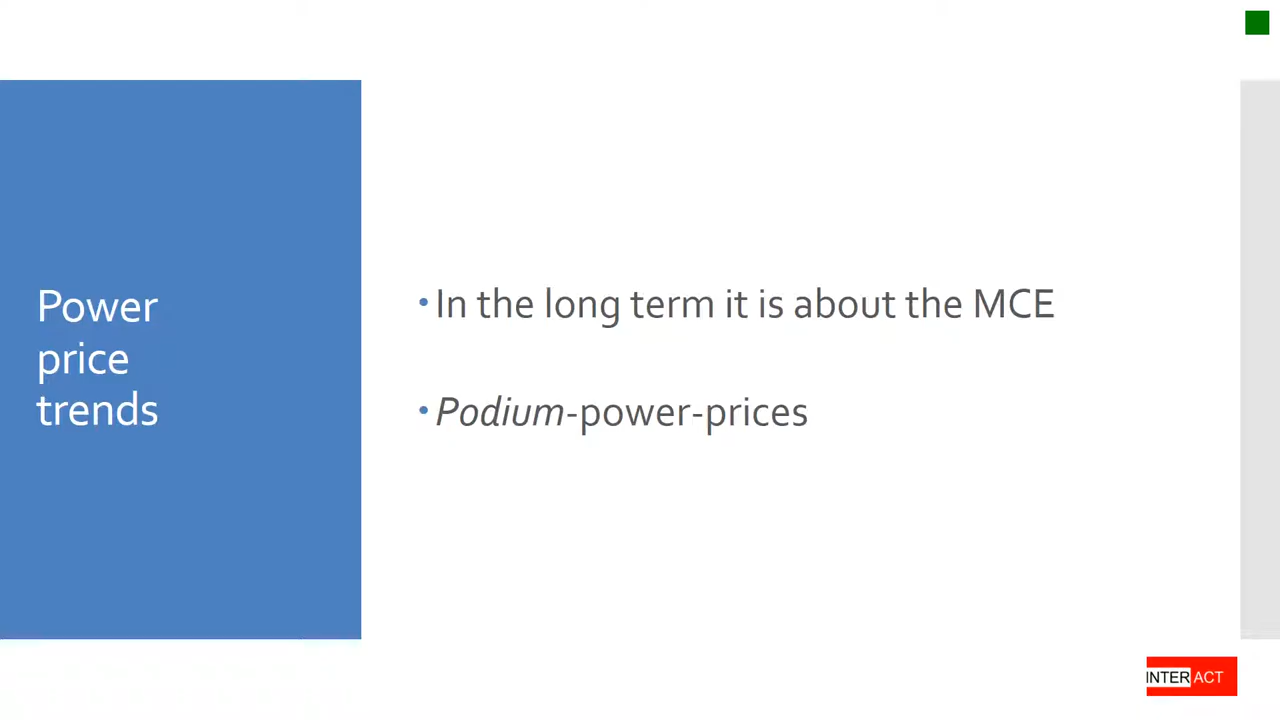 Power
price
trends
• In the long term it is about the MCE
• Podium-power-prices
INTERACT